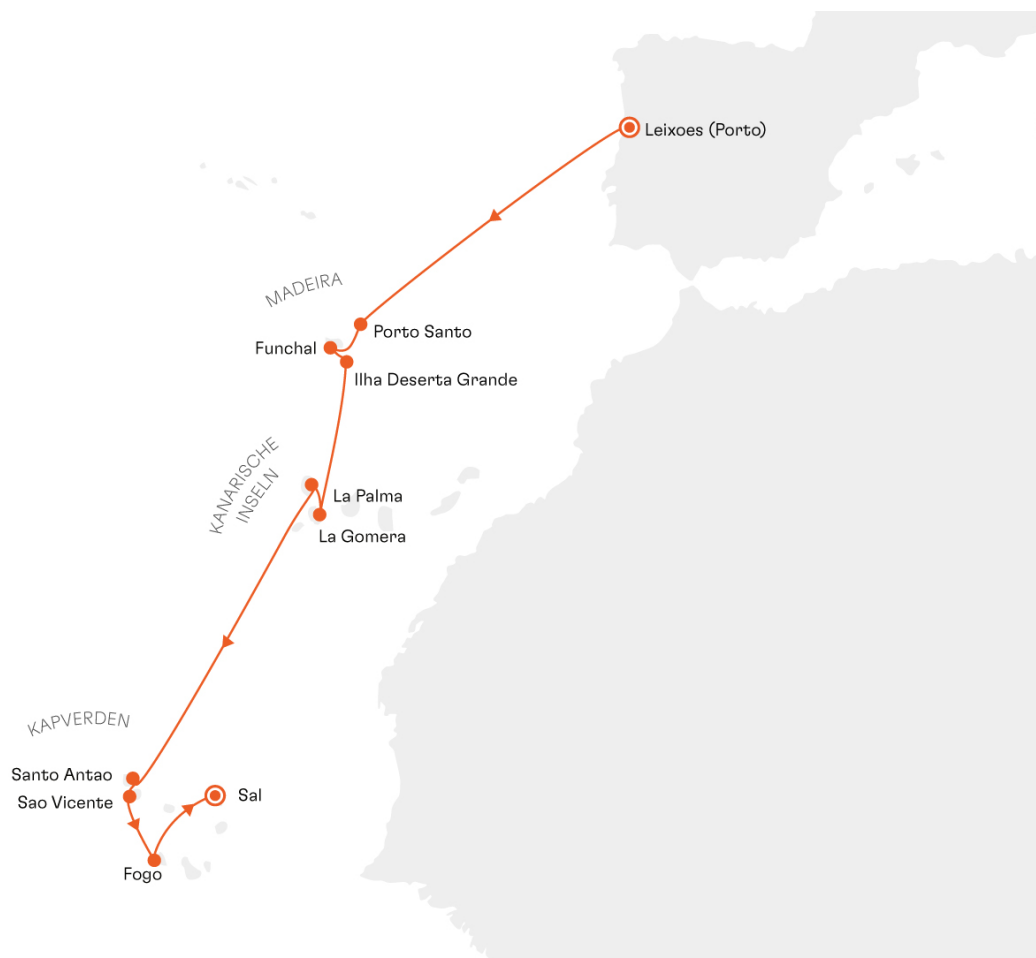 Leixoes (Porto)
MADEIRA
Porto Santo
Funchal
Ilha Deserta Grande
KANARISCHE
INSELN
La Palma
La Gomera
KAPVERDEN
Santo Antao
Sao Vicente
Sal
Fogo